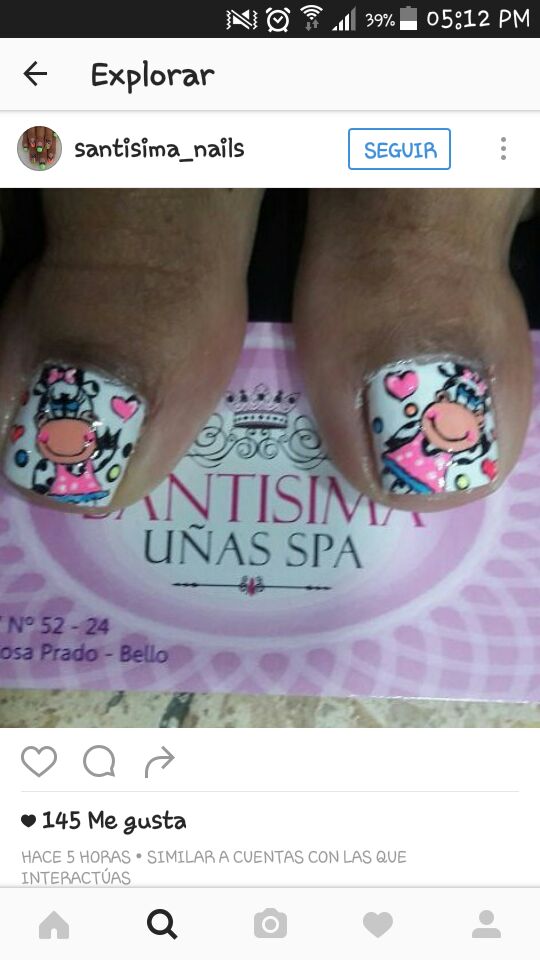 39% 05:12 PM
Explorar
santisima_nails
SEGUIR
SANTISIMA
UÑAS SPA
Nº 52 - 24
osa Prado - Bello
145 Me gusta
HACE 5 HORAS • SIMILAR A CUENTAS CON LAS QUE
INTERACTÚAS